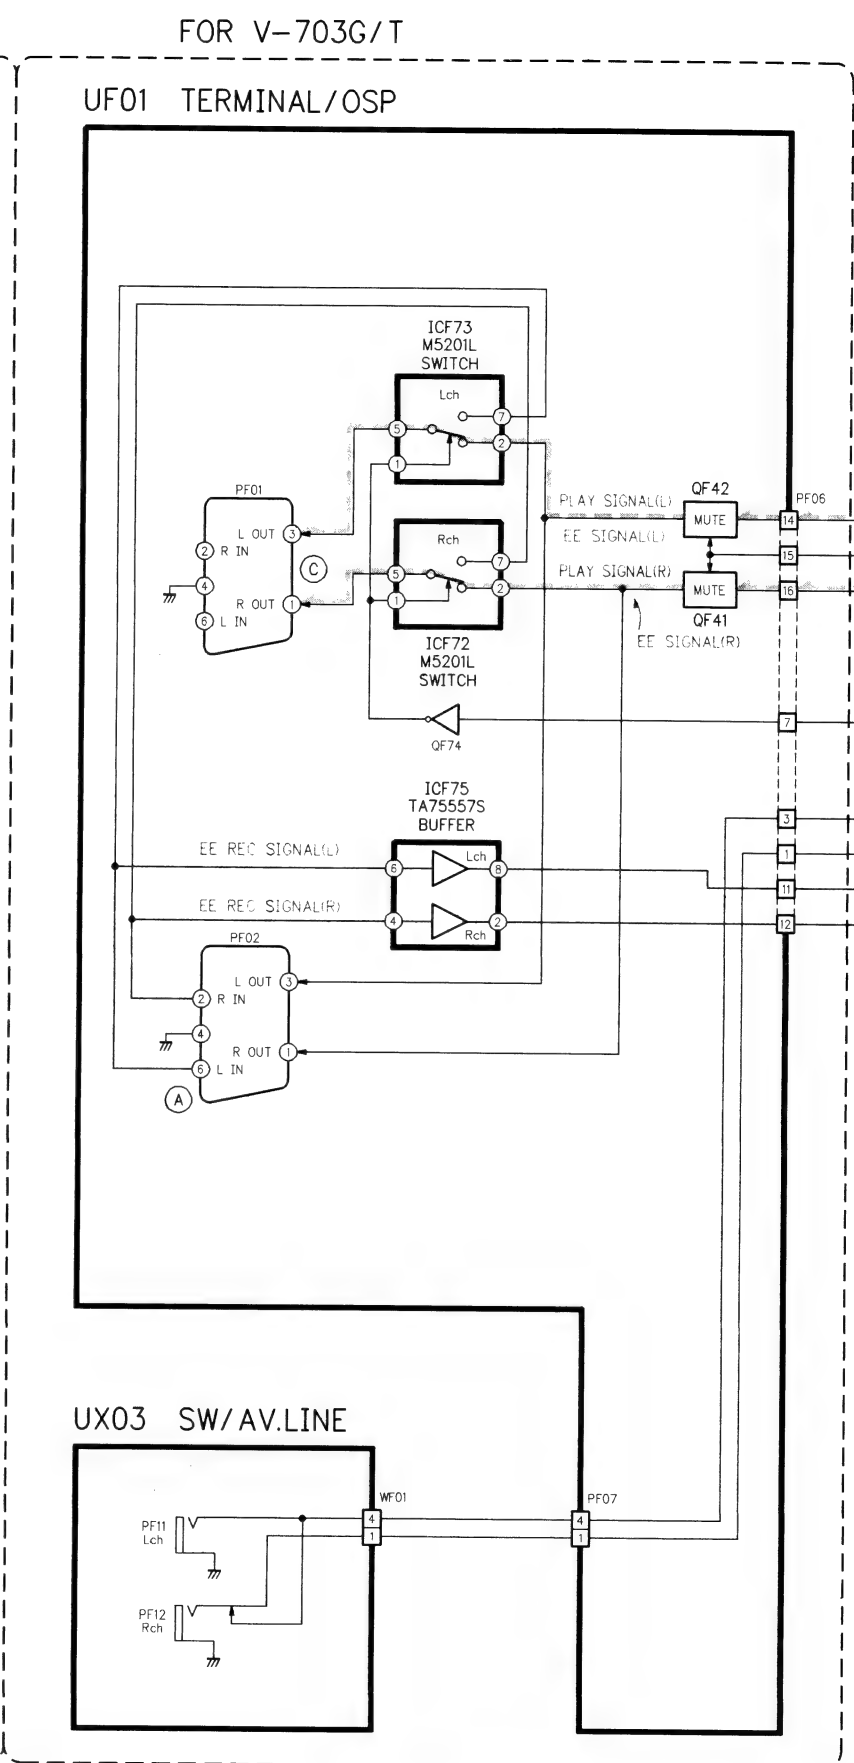 FOR V-703G/T
UF01 TERMINAL/OSP
ICF73
M5201L
SWITCH
Lch
7
5
2
1
PF01
L OUT 3
2 R IN
4
R OUT 1
6 L IN
C
Rch
7
5
2
1
ICF72
M5201L
SWITCH
PLAY SIGNAL(L)
EE SIGNAL(L)
PLAY SIGNAL(R)
EE SIGNAL(R)
QF42
MUTE
MUTE
QF41
PF06
14
15
16
7
3
1
11
12
QF74
ICF75
TA75557S
BUFFER
EE REC SIGNAL(L)
6
Lch
8
EE REC SIGNAL(R)
4
Rch
2
PF02
L OUT 3
2 R IN
4
R OUT 1
6 L IN
A
UX03 SW/AV.LINE
WF01
4
1
PF07
4
1
PF11
Lch
PF12
Rch